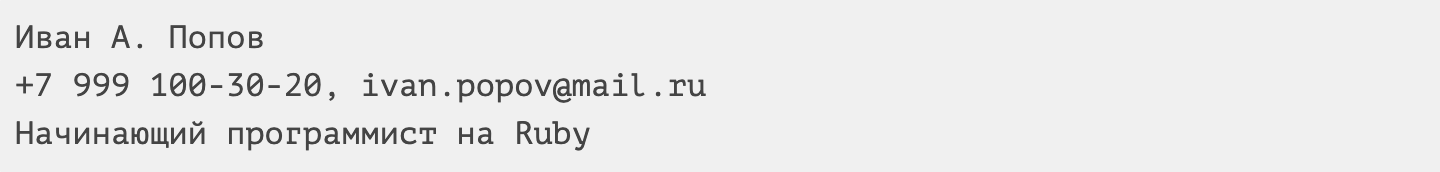 Иван А. Попов
+7 999 100-30-20, ivan.popov@mail.ru
Начинающий программист на Ruby